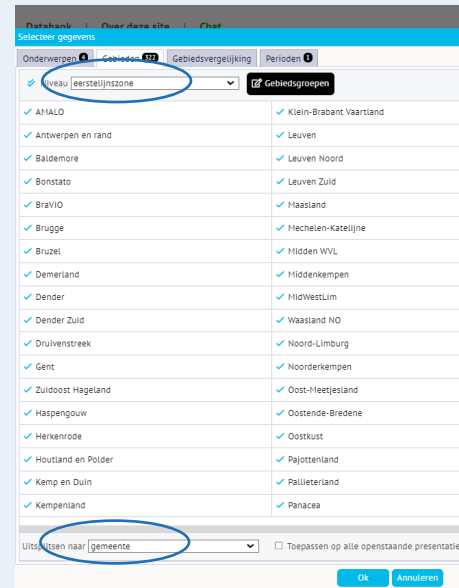 Databank | Over deze site | Chat
Selecteer gegevens
Onderwerpen 4 Gebieden 322 Gebiedsvergelijking Perioden 1
Niveau eerstelijnszone Gebiedsgroepen
AMALO Klein-Brabant Vaartland
Antwerpen en rand Leuven
Baldemore Leuven Noord
Bonstato Leuven Zuid
BraViO Maasland
Brugge Mechelen-Katelijne
Bruzel Midden WVL
Demerland Middenkempen
Dender MidWestLim
Dender Zuid Waasland NO
Druivenstreek Noord-Limburg
Gent Noorderkempen
Zuidoost Hageland Oost-Meetjesland
Haspengouw Oostende-Bredene
Herkenrode Oostkust
Houtland en Polder Pajottenland
Kemp en Duin Pallieterland
Kempenland Panacea
Uitsplitsen naar gemeente Toepassen op alle openstaande presentatie
Ok Annuleren